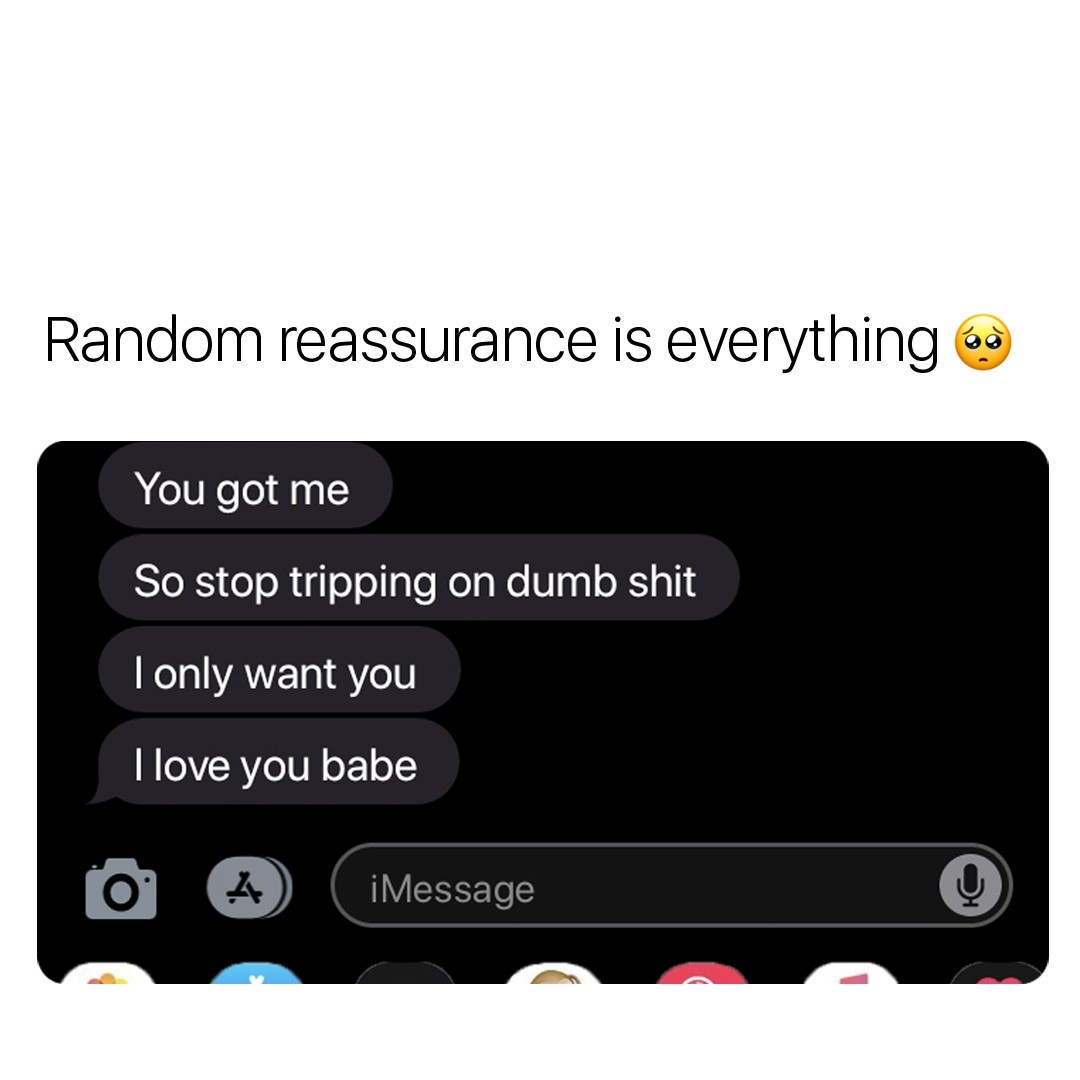 Random reassurance is everything 🥺
You got me
So stop tripping on dumb shit
I only want you
I love you babe
iMessage